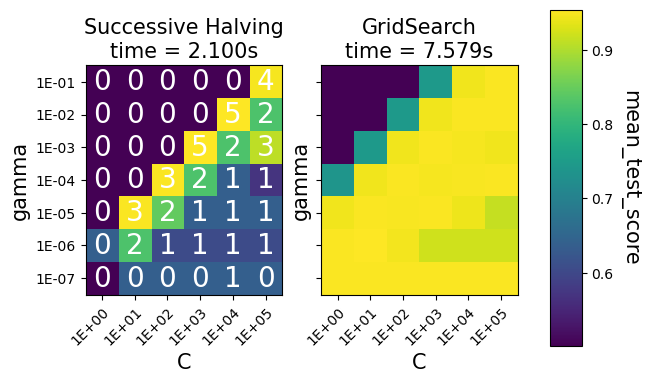 Successive Halving
time = 2.100s
GridSearch
time = 7.579s
gamma
1E-01
1E-02
1E-03
1E-04
1E-05
1E-06
1E-07
0 0 0 0 0 4
0 0 0 0 5 2
0 0 0 5 2 3
0 0 3 2 1 1
0 3 2 1 1 1
0 2 1 1 1 1
0 0 0 0 1 0
1E+00 1E+01 1E+02 1E+03 1E+04 1E+05
C
gamma
1E+00 1E+01 1E+02 1E+03 1E+04 1E+05
C
0.9
0.8
0.7
0.6
mean_test_score